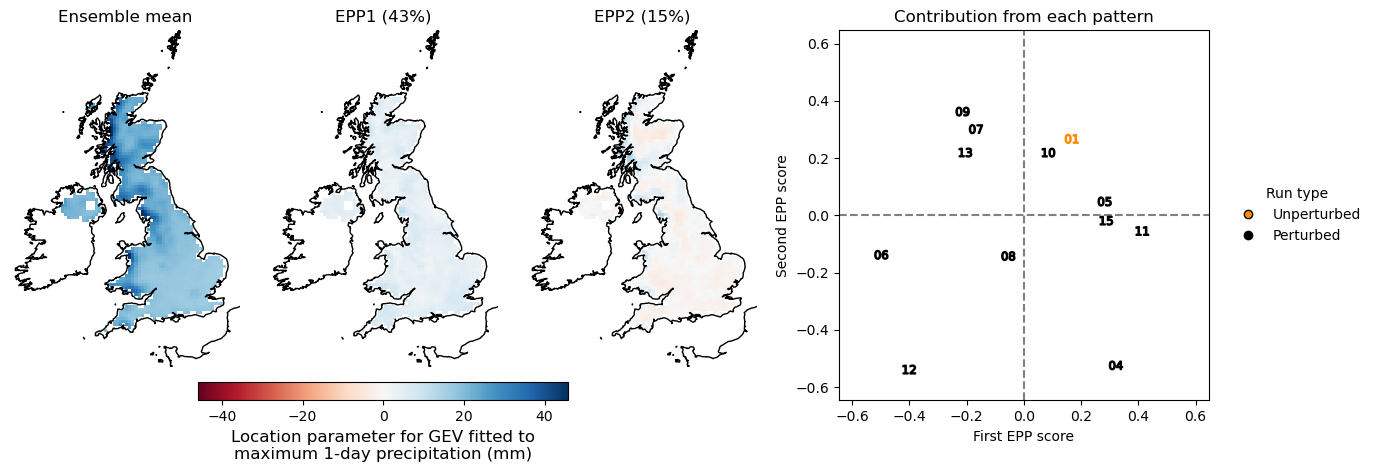 Ensemble mean
EPP1 (43%)
EPP2 (15%)
Contribution from each pattern
−40
−20
0
20
40
Location parameter for GEV fitted to
maximum 1-day precipitation (mm)
Second EPP score
0.6
0.4
0.2
0.0
−0.2
−0.4
−0.6
09
07
13
10
01
05
15
11
06
08
12
04
−0.6
−0.4
−0.2
0.0
0.2
0.4
0.6
First EPP score
Run type
Unperturbed
Perturbed